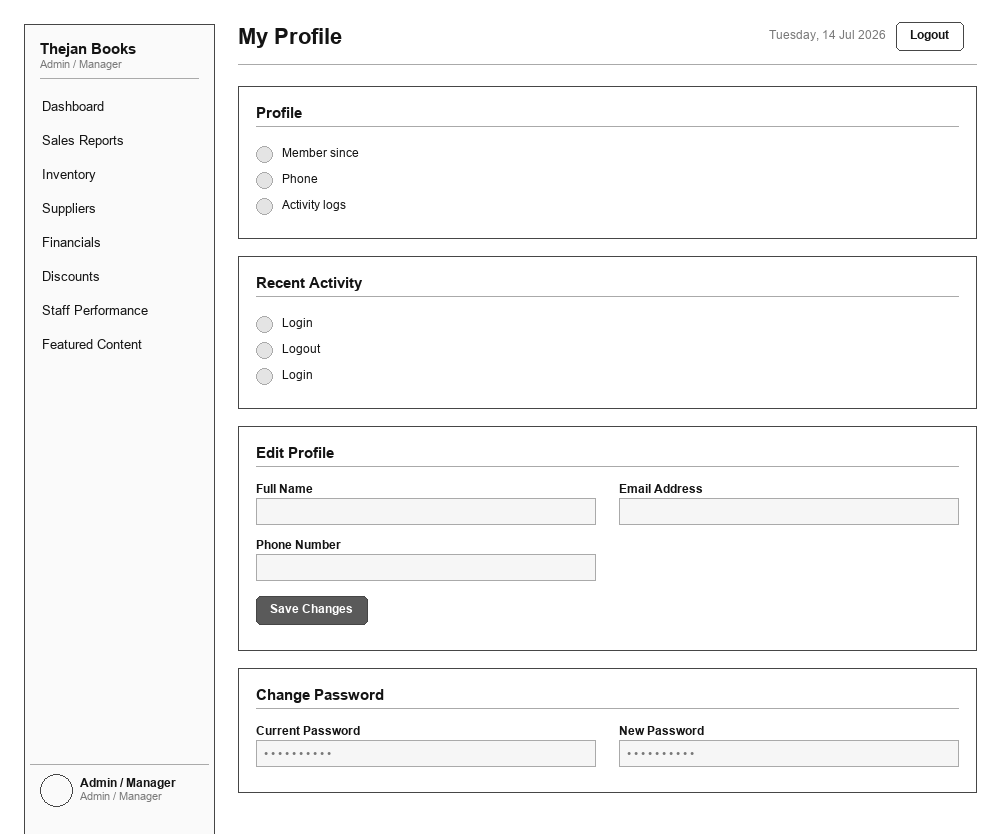 Thejan Books
Admin / Manager
Dashboard
Sales Reports
Inventory
Suppliers
Financials
Discounts
Staff Performance
Featured Content
Admin / Manager
Admin / Manager
My Profile
Tuesday, 14 Jul 2026
Logout
Profile
Member since
Phone
Activity logs
Recent Activity
Login
Logout
Login
Edit Profile
Full Name
Email Address
Phone Number
Save Changes
Change Password
Current Password
New Password
••••••••••
••••••••••